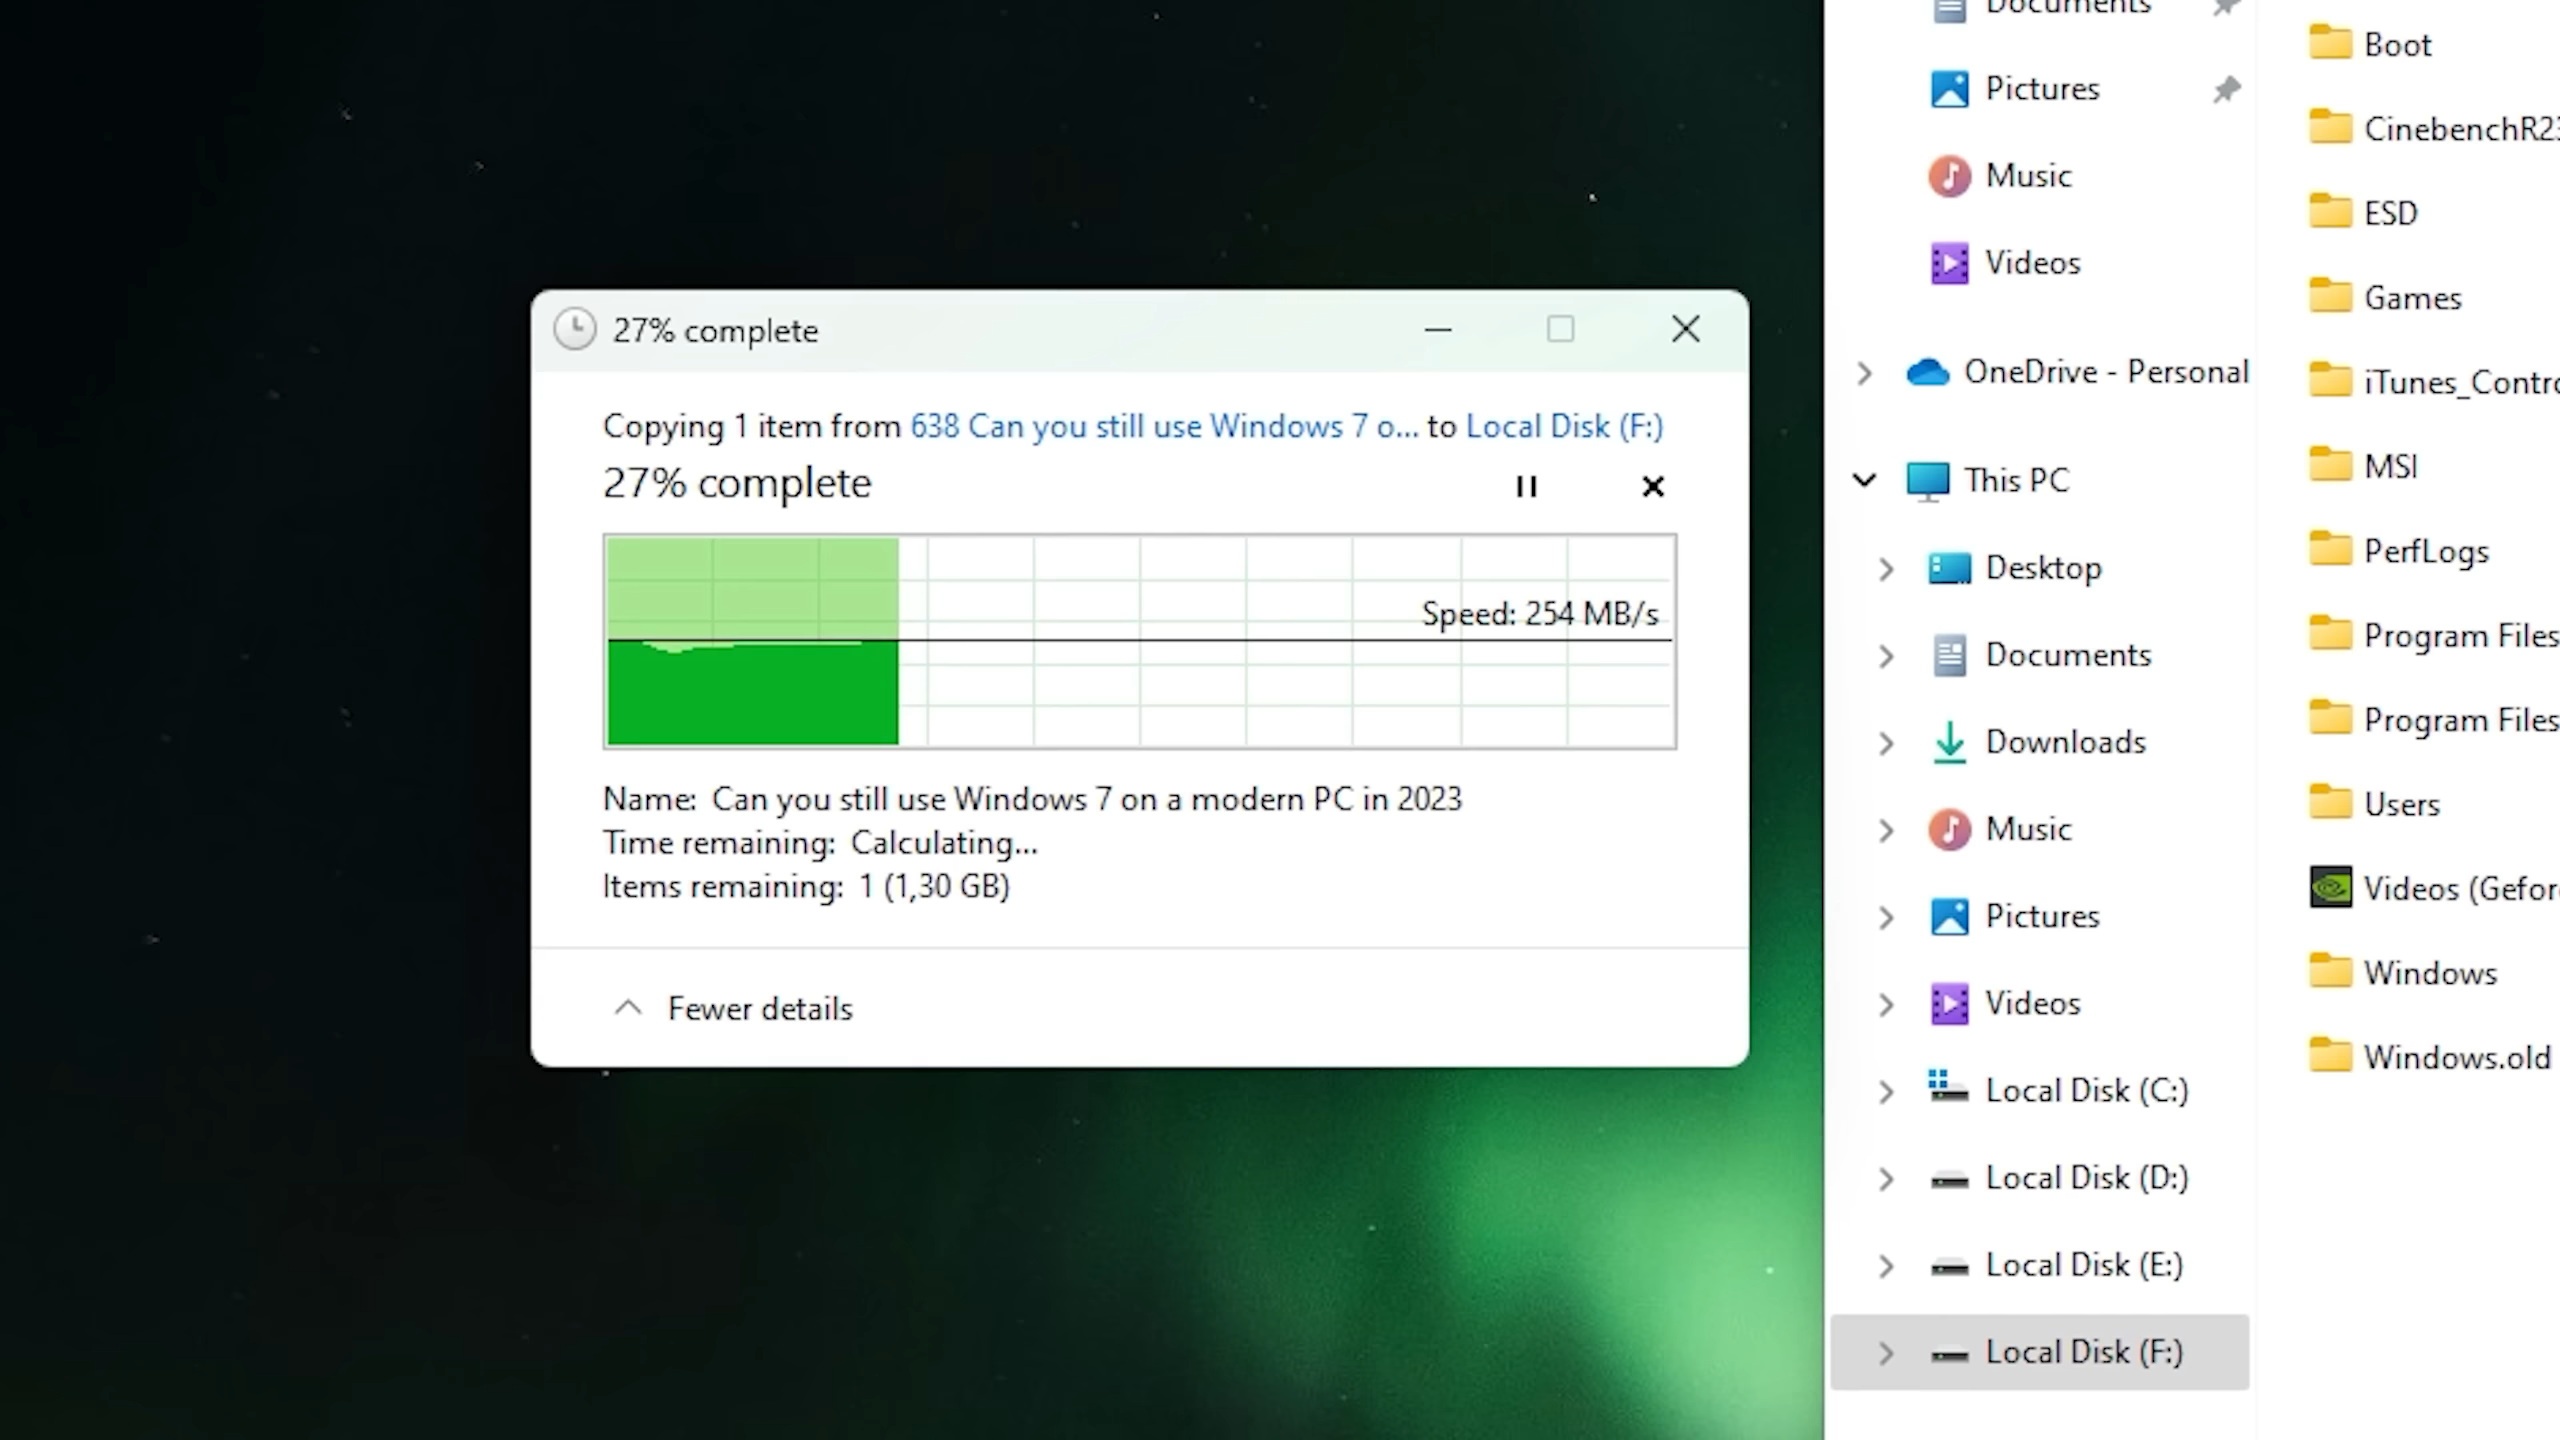 27% complete
Copying 1 item from 638 Can you still use Windows 7 o... to Local Disk (F:)
27% complete
Speed: 254 MB/s
Name: Can you still use Windows 7 on a modern PC in 2023
Time remaining: Calculating...
Items remaining: 1 (1,30 GB)
Fewer details
Documents
Pictures
Music
Videos
OneDrive - Personal
This PC
Desktop
Documents
Downloads
Music
Pictures
Videos
Local Disk (C:)
Local Disk (D:)
Local Disk (E:)
Local Disk (F:)
Boot
CinebenchR23
ESD
Games
iTunes_Contro
MSI
PerfLogs
Program Files
Program Files
Users
Videos (Gefor
Windows
Windows.old